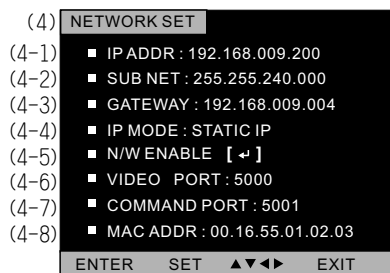 (4) NETWORK SET
(4-1) ■ IP ADDR : 192.168.009.200
(4-2) ■ SUB NET : 255.255.240.000
(4-3) ■ GATEWAY : 192.168.009.004
(4-4) ■ IP MODE : STATIC IP
(4-5) ■ N/W ENABLE [ ↵ ]
(4-6) ■ VIDEO PORT : 5000
(4-7) ■ COMMAND PORT : 5001
(4-8) ■ MAC ADDR : 00.16.55.01.02.03
ENTER SET ▲▼◀▶ EXIT